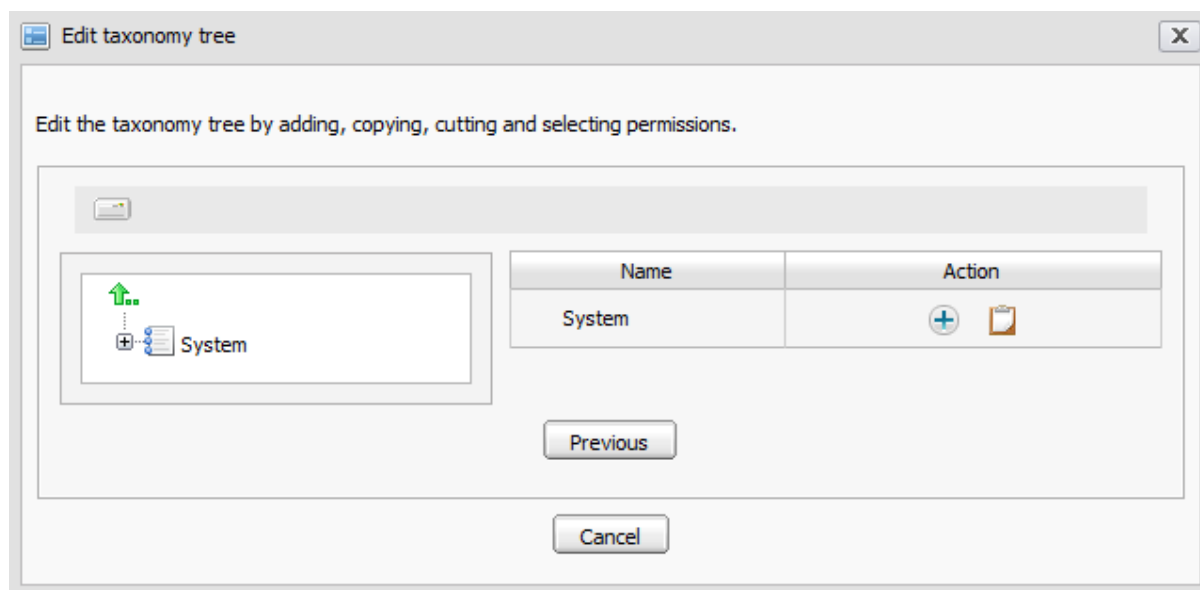 Edit taxonomy tree
Edit the taxonomy tree by adding, copying, cutting and selecting permissions.
Name Action
System
System
Previous
Cancel